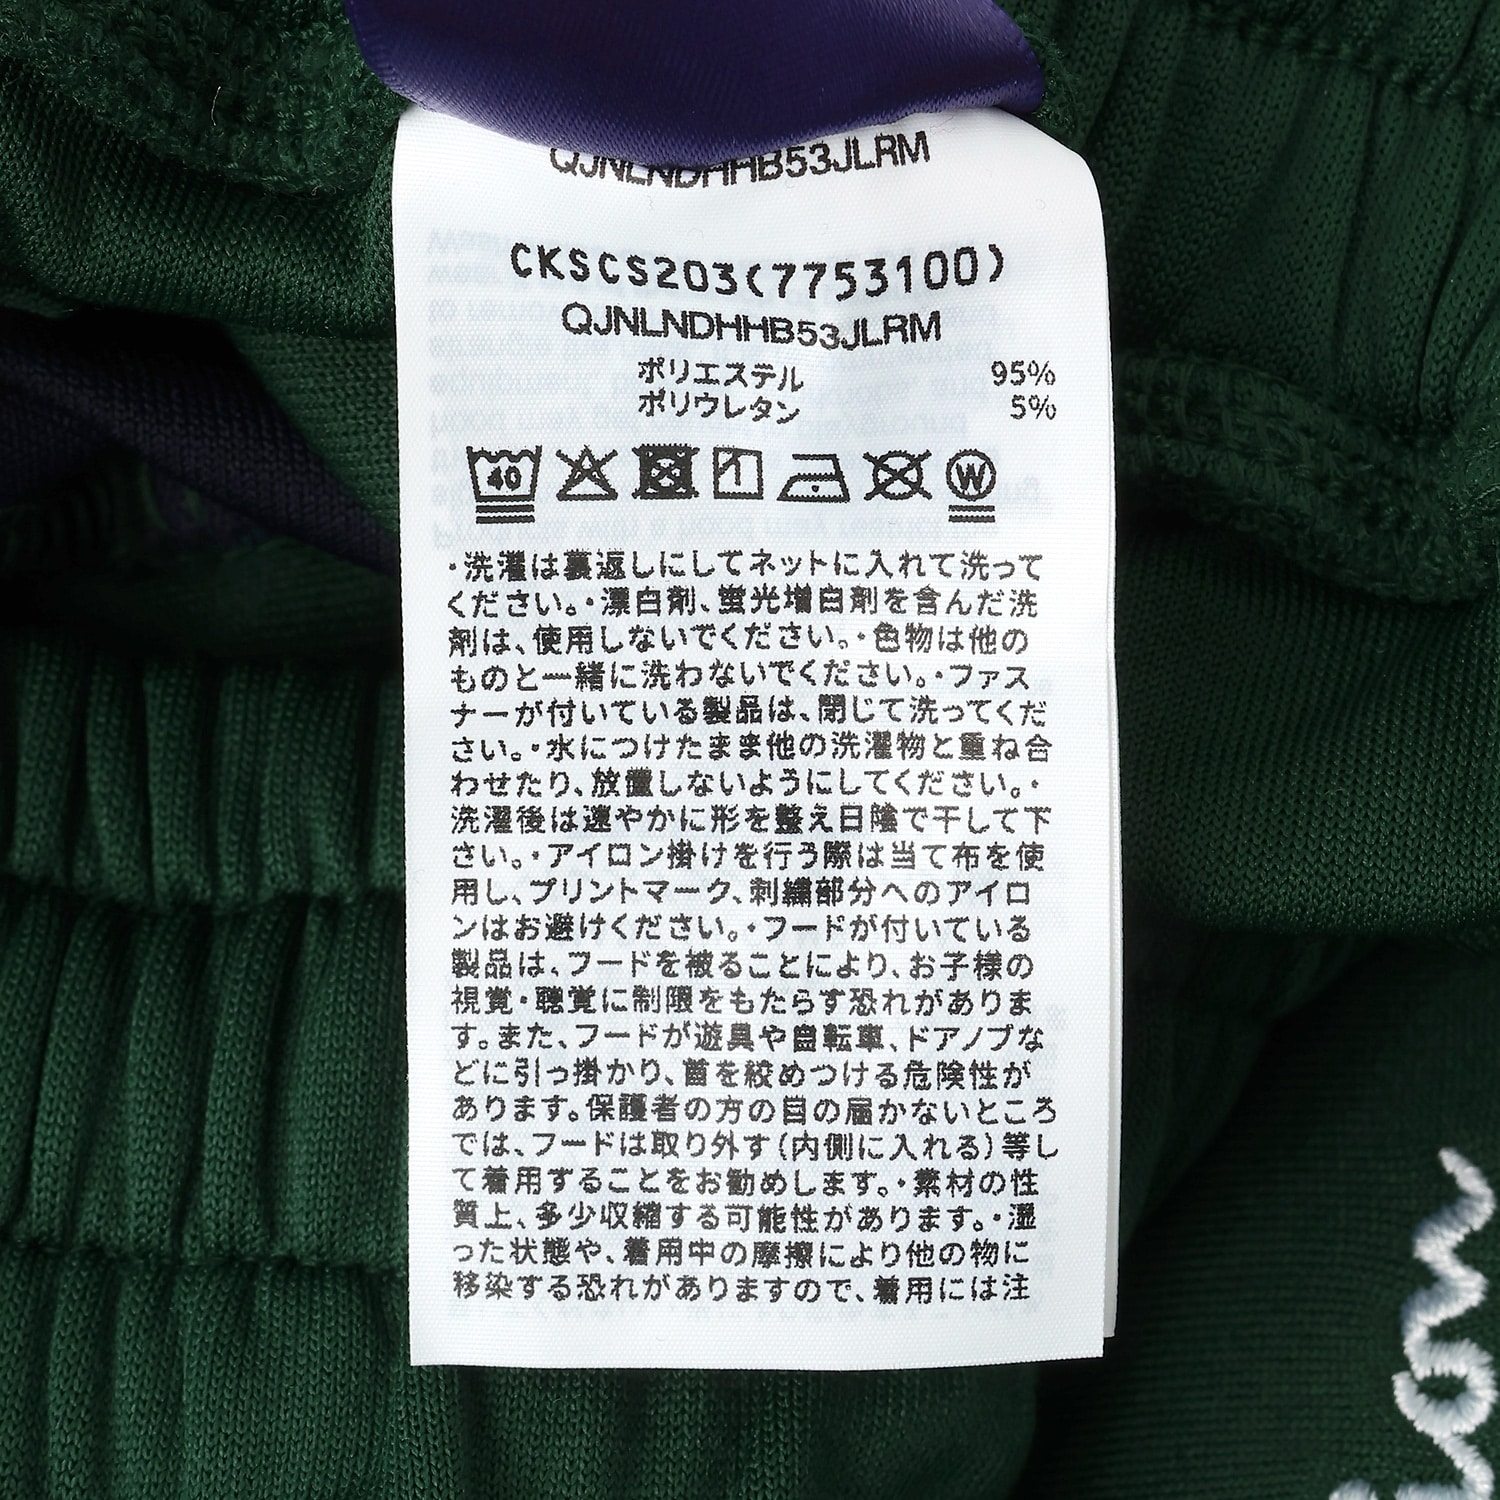 QJNLNDHHB53JLRM
CKSCS203(7753100)
QJNLNDHHB53JLRM
ポリエステル 95%
ポリウレタン 5%
40 W
・洗濯は裏返しにしてネットに入れて洗って
ください。・漂白剤、蛍光増白剤を含んだ洗
剤は、使用しないでください。・色物は他の
ものと一緒に洗わないでください。・ファス
ナーが付いている製品は、閉じて洗ってくだ
さい。・水につけたまま他の洗濯物と重ね合
わせたり、放置しないようにしてください。・
洗濯後は速やかに形を整え日陰で干して下
さい。・アイロン掛けを行う際は当て布を使
用し、プリントマーク、刺繍部分へのアイロ
ンはお避けください。・フードが付いている
製品は、フードを被ることにより、お子様の
視覚・聴覚に制限をもたらす恐れがありま
す。また、フードが遊具や自転車、ドアノブな
どに引っ掛かり、首を絞めつける危険性が
あります。保護者の方の目の届かないところ
では、フードは取り外す(内側に入れる)等し
て着用することをお勧めします。・素材の性
質上、多少収縮する可能性があります。・湿
った状態や、着用中の摩擦により他の物に
移染する恐れがありますので、着用には注